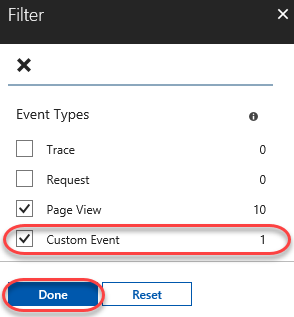 Filter
Event Types
Trace 0
Request 0
Page View 10
Custom Event 1
Done Reset